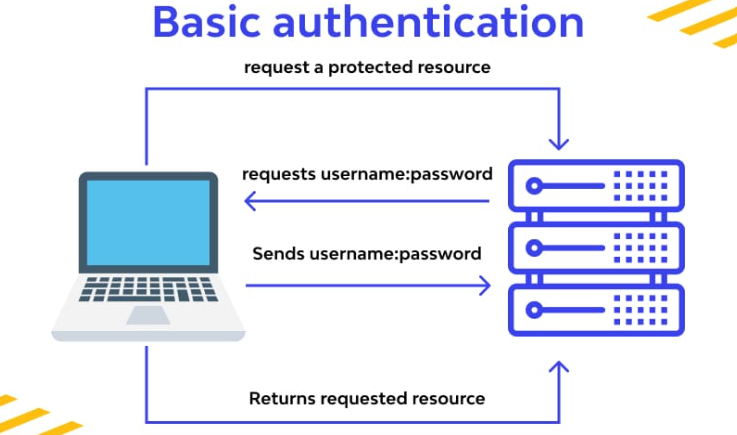 Basic authentication
request a protected resource
requests username:password
Sends username:password
Returns requested resource